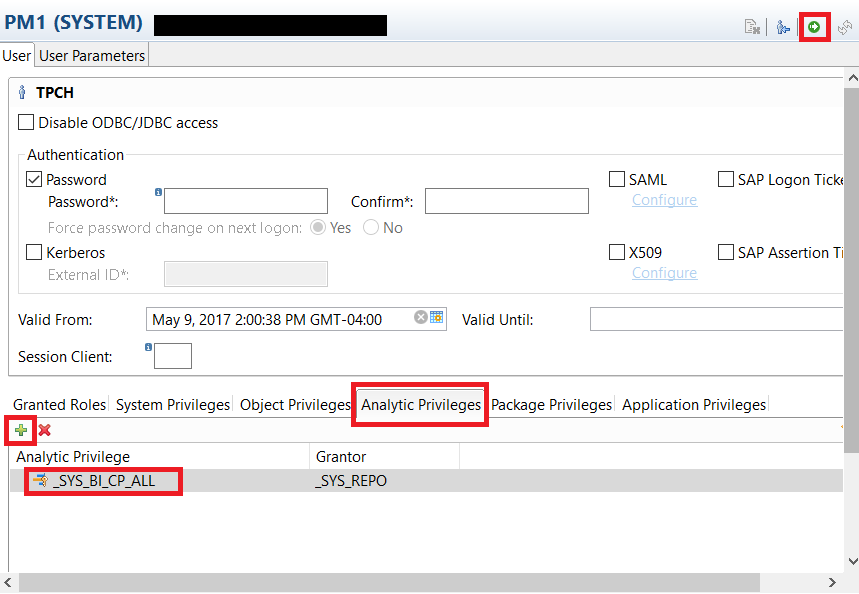 PM1 (SYSTEM)
User User Parameters
TPCH
Disable ODBC/JDBC access
Authentication
Password SAML SAP Logon Ticke
Password*: Confirm*: Configure
Force password change on next logon: Yes No
Kerberos X509 SAP Assertion Ti
External ID*: Configure
Valid From: May 9, 2017 2:00:38 PM GMT-04:00 Valid Until:
Session Client:
Granted Roles System Privileges Object Privileges Analytic Privileges Package Privileges Application Privileges
Analytic Privilege Grantor
_SYS_BI_CP_ALL _SYS_REPO